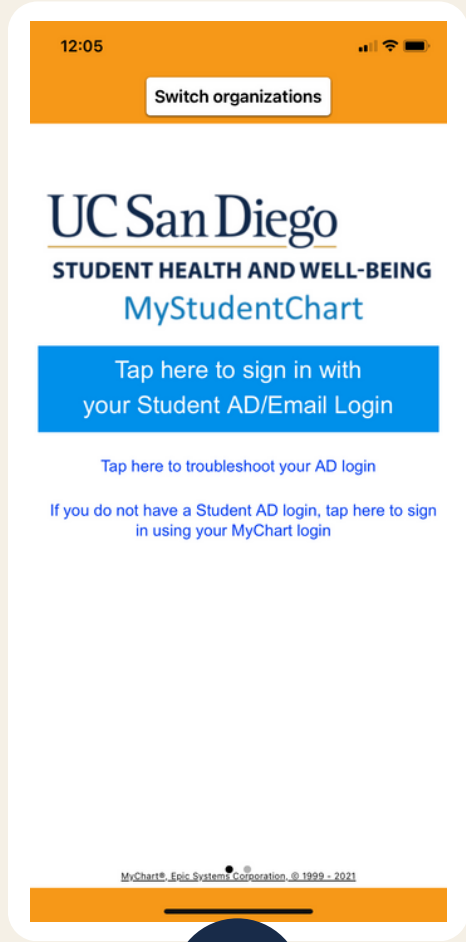 12:05
Switch organizations
UC San Diego
STUDENT HEALTH AND WELL-BEING
MyStudentChart
Tap here to sign in with
your Student AD/Email Login
Tap here to troubleshoot your AD login
If you do not have a Student AD login, tap here to sign
in using your MyChart login
MyChart®, Epic Systems Corporation, © 1999 - 2021